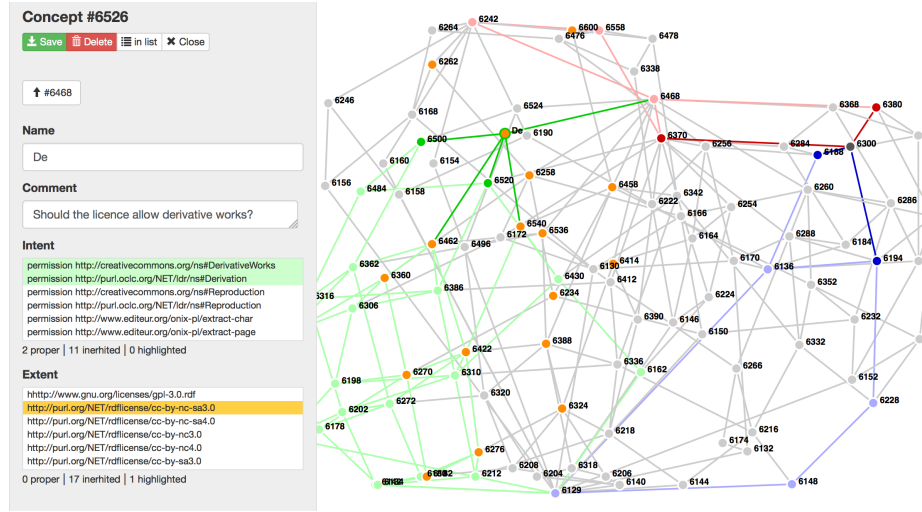 Concept #6526
Save Delete in list Close
#6468
Name
De
Comment
Should the licence allow derivative works?
Intent
permission http://creativecommons.org/ns#DerivativeWorks
permission http://purl.oclc.org/NET/ldr/ns#Derivation
permission http://creativecommons.org/ns#Reproduction
permission http://purl.oclc.org/NET/ldr/ns#Reproduction
permission http://www.editeur.org/onix-pl/extract-char
permission http://www.editeur.org/onix-pl/extract-page
2 proper | 11 inerhited | 0 highlighted
Extent
hhttp://www.gnu.org/licenses/gpl-3.0.rdf
http://purl.org/NET/rdflicense/cc-by-nc-sa3.0
http://purl.org/NET/rdflicense/cc-by-nc-sa4.0
http://purl.org/NET/rdflicense/cc-by-nc3.0
http://purl.org/NET/rdflicense/cc-by-nc4.0
http://purl.org/NET/rdflicense/cc-by-sa3.0
0 proper | 17 inerhited | 1 highlighted
6242
6264 6600 6558
6476 6478
6262 6338
6246 6468
6168 6524 6368 6380
De 6190 6370
6500 6256 6284 6300
6188
6160 6154
6156 6484 6520 6258
6158 6458 6342 6260
6222 6254 6286
6540 6166
6462 6172 6536 6164 6288 6184
6496
6362 6130 6414 6170 6136 6194
6360 6430 6412 6352
6316 6386 6234 6224
6306 6390 6146 6232
6150
6422 6388 6332
6270 6310 6336 6162 6266
6198 6152
6272 6320
6202 6324 6228
6178 6218 6216
6174
6276 6132
6208 6318
6212 6204 6206
6140 6144 6148
6129